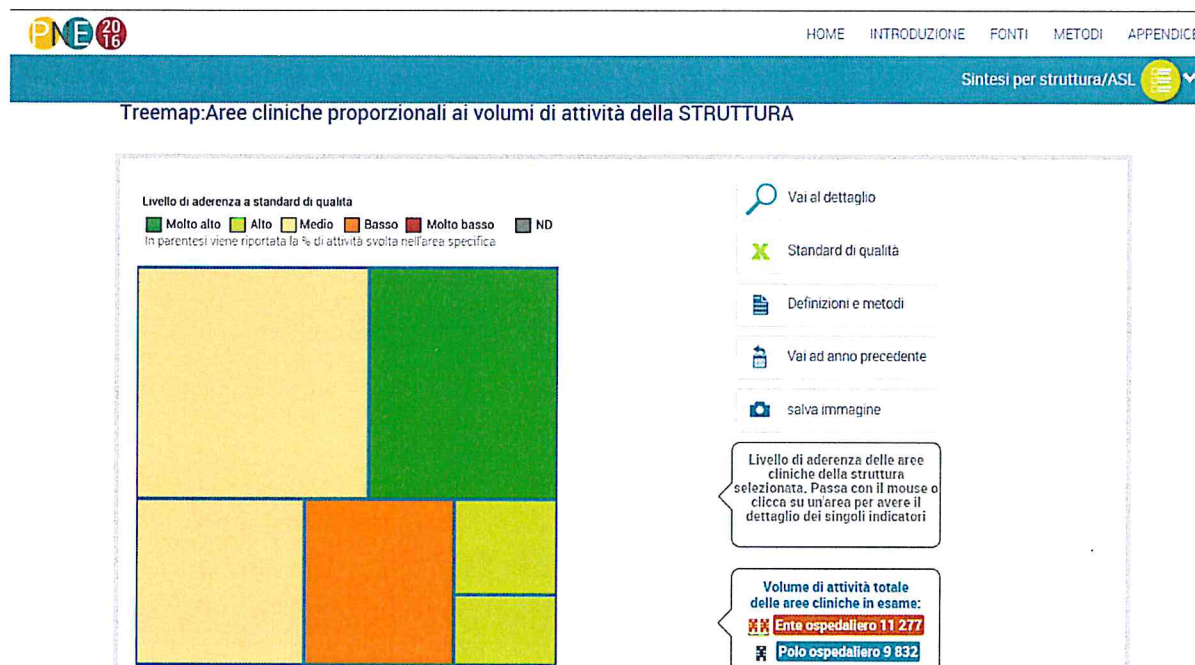 PNE 20 16
HOME INTRODUZIONE FONTI METODI APPENDICE
Sintesi per struttura/ASL
Treemap:Aree cliniche proporzionali ai volumi di attività della STRUTTURA
Livello di aderenza a standard di qualità
Molto alto Alto Medio Basso Molto basso ND
In parentesi viene riportata la % di attività svolta nell'area specifica
Vai al dettaglio
Standard di qualità
Definizioni e metodi
Vai ad anno precedente
salva immagine
Livello di aderenza delle aree
cliniche della struttura
selezionata. Passa con il mouse o
clicca su un'area per avere il
dettaglio dei singoli indicatori
Volume di attività totale
delle aree cliniche in esame:
Ente ospedaliero 11 277
Polo ospedaliero 9 832